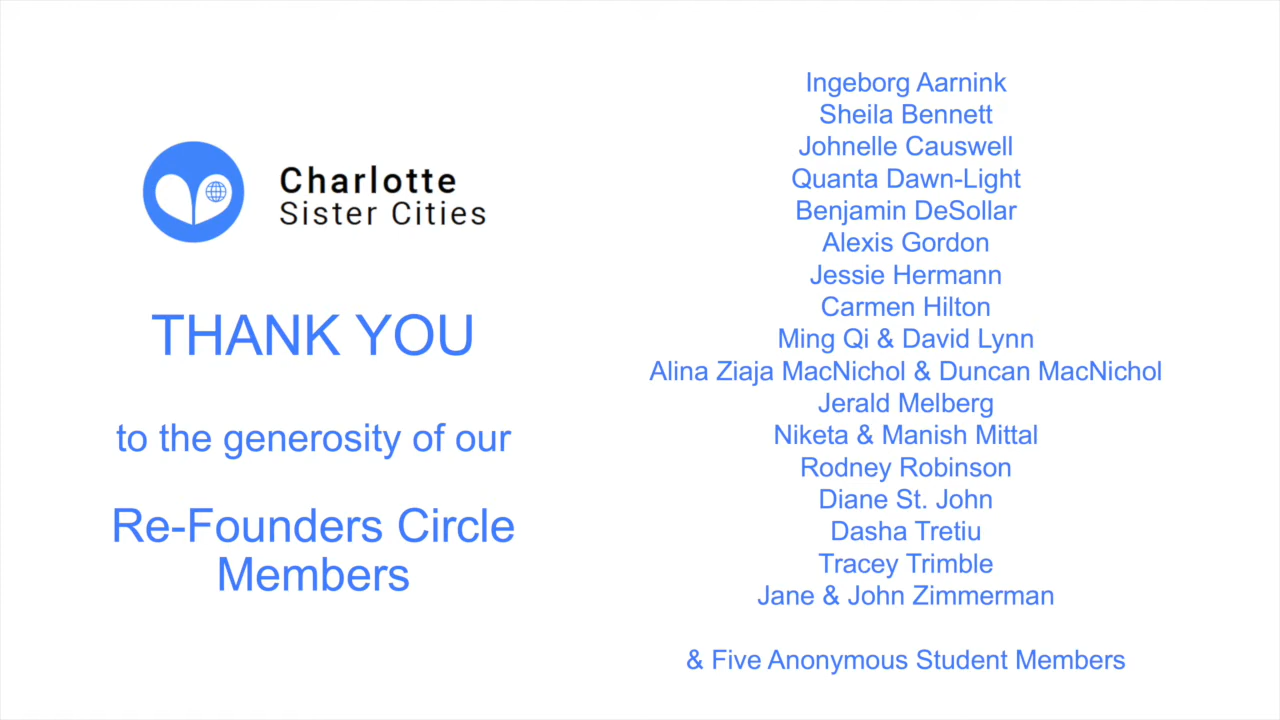 Charlotte
Sister Cities
THANK YOU
to the generosity of our
Re-Founders Circle
Members
Ingeborg Aarnink
Sheila Bennett
Johnelle Causwell
Quanta Dawn-Light
Benjamin DeSollar
Alexis Gordon
Jessie Hermann
Carmen Hilton
Ming Qi & David Lynn
Alina Ziaja MacNichol & Duncan MacNichol
Jerald Melberg
Niketa & Manish Mittal
Rodney Robinson
Diane St. John
Dasha Tretiu
Tracey Trimble
Jane & John Zimmerman
& Five Anonymous Student Members